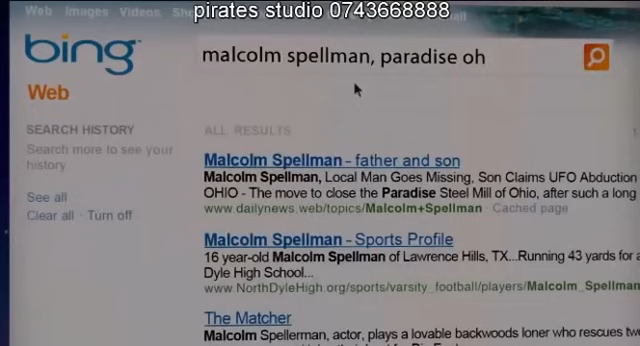 pirates studio 0743668888
Web Images Videos
bing
malcolm spellman, paradise oh
Web
SEARCH HISTORY
Search more to see your
history
See all
Clear all · Turn off
ALL RESULTS
Malcolm Spellman - father and son
Malcolm Spellman, Local Man Goes Missing, Son Claims UFO Abduction
OHIO - The move to close the Paradise Steel Mill of Ohio, after such a long
www.dailynews.web/topics/Malcolm+Spellman · Cached page
Malcolm Spellman - Sports Profile
16 year-old Malcolm Spellman of Lawrence Hills, TX...Running 43 yards for a
Dyle High School...
www.NorthDyleHigh.org/sports/varsity_football/players/Malcolm_Spellman
The Matcher
Malcolm Spellerman, actor, plays a lovable backwoods loner who rescues